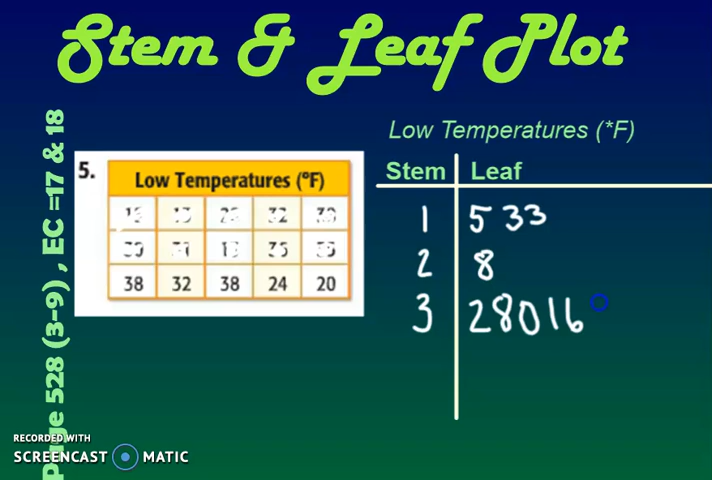 Stem & Leaf Plot
Page 528 (3-9) , EC =17 & 18
Low Temperatures (*F)
5.
Low Temperatures (°F)
38 32 38 24 20
Stem Leaf
1 5 3 3
2 8
3 2 8 0 1 6
RECORDED WITH
SCREENCAST MATIC